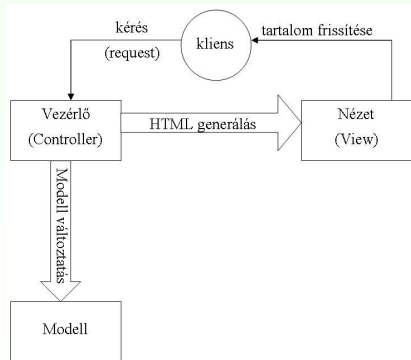 kérés
(request)
kliens
tartalom frissítése
Vezérlő
(Controller)
HTML generálás
Nézet
(View)
Modell változtatás
Modell